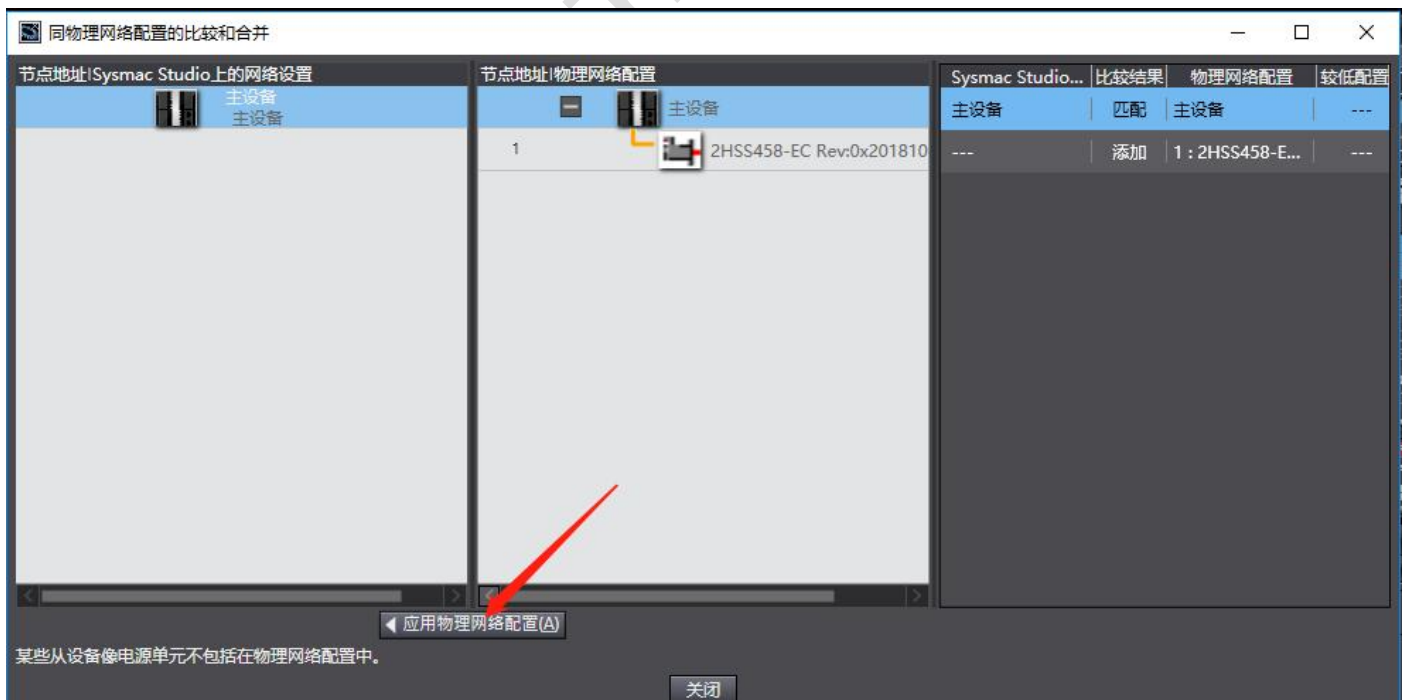 同物理网络配置的比较和合并
节点地址|Sysmac Studio上的网络设置
主设备
主设备
节点地址|物理网络配置
主设备
1 2HSS458-EC Rev:0x201810
Sysmac Studio... 比较结果 物理网络配置 较低配置
主设备 匹配 主设备 ---
--- 添加 1 : 2HSS458-E... ---
应用物理网络配置(A)
某些从设备像电源单元不包括在物理网络配置中。
关闭